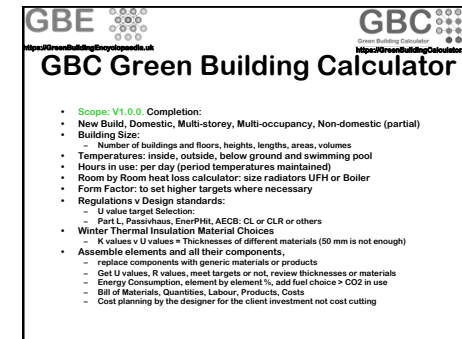 GBE
https://GreenBuildingEncyclopaedia.uk
GBC
Green Building Calculator
https://GreenBuildingCalculator
GBC Green Building Calculator
• Scope: V1.0.0. Completion:
• New Build, Domestic, Multi-storey, Multi-occupancy, Non-domestic (partial)
• Building Size:
– Number of buildings and floors, heights, lengths, areas, volumes
• Temperatures: inside, outside, below ground and swimming pool
• Hours in use: per day (period temperatures maintained)
• Room by Room heat loss calculator: size radiators UFH or Boiler
• Form Factor: to set higher targets where necessary
• Regulations v Design standards:
– U value target Selection:
– Part L, Passivhaus, EnerPHit, AECB: CL or CLR or others
• Winter Thermal Insulation Material Choices
– K values v U values = Thicknesses of different materials (50 mm is not enough)
• Assemble elements and all their components,
– replace components with generic materials or products
– Get U values, R values, meet targets or not, review thicknesses or materials
– Energy Consumption, element by element %, add fuel choice > CO2 in use
– Bill of Materials, Quantities, Labour, Products, Costs
– Cost planning by the designer for the client investment not cost cutting